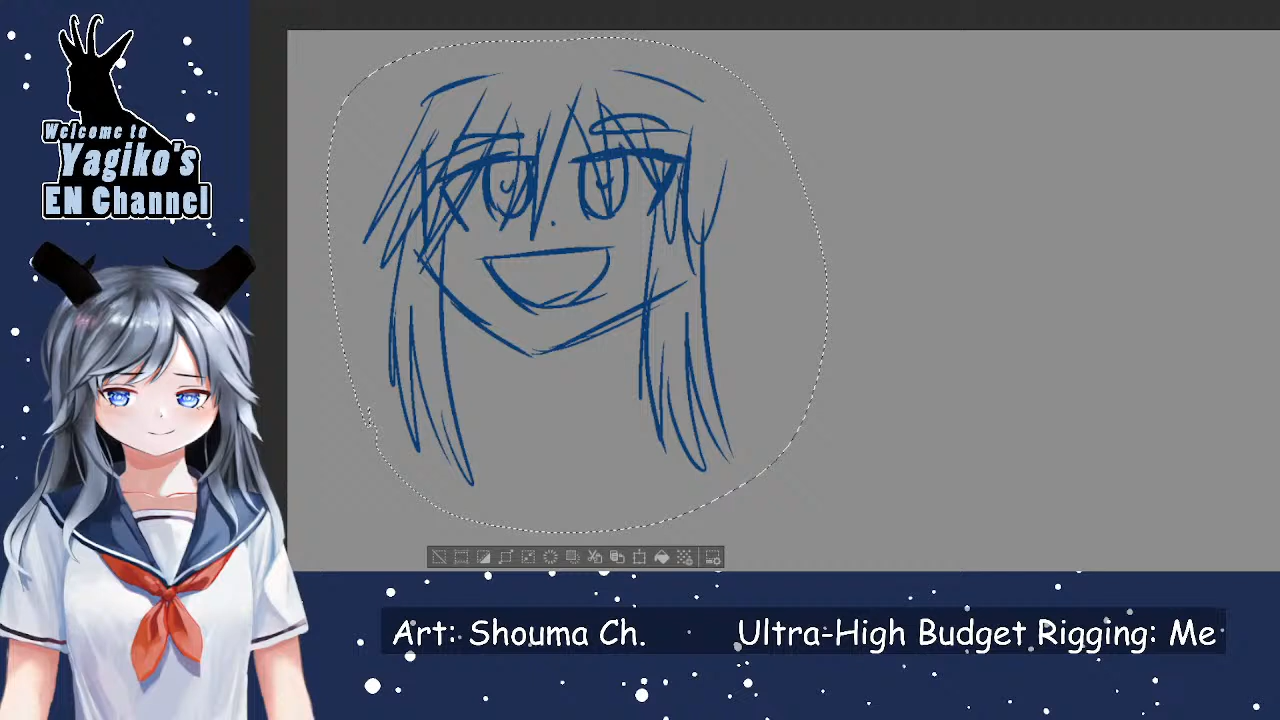 Welcome to
Yagiko's
EN Channel
Art: Shouma Ch.
Ultra-High Budget Rigging: Me